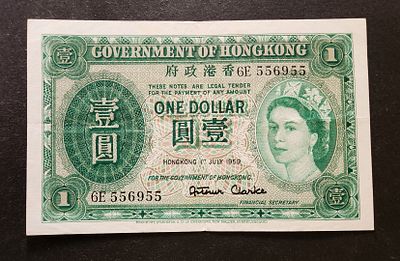 壹 GOVERNMENT OF HONGKONG 1
府政港香 6E 556955
THESE NOTES ARE LEGAL TENDER
FOR THE PAYMENT OF ANY AMOUNT
ONE DOLLAR
圓壹
壹圓
HONGKONG 1ST JULY 1959
FOR THE GOVERNMENT OF HONGKONG.
Arthur Clarke
FINANCIAL SECRETARY.
1 6E 556955 壹